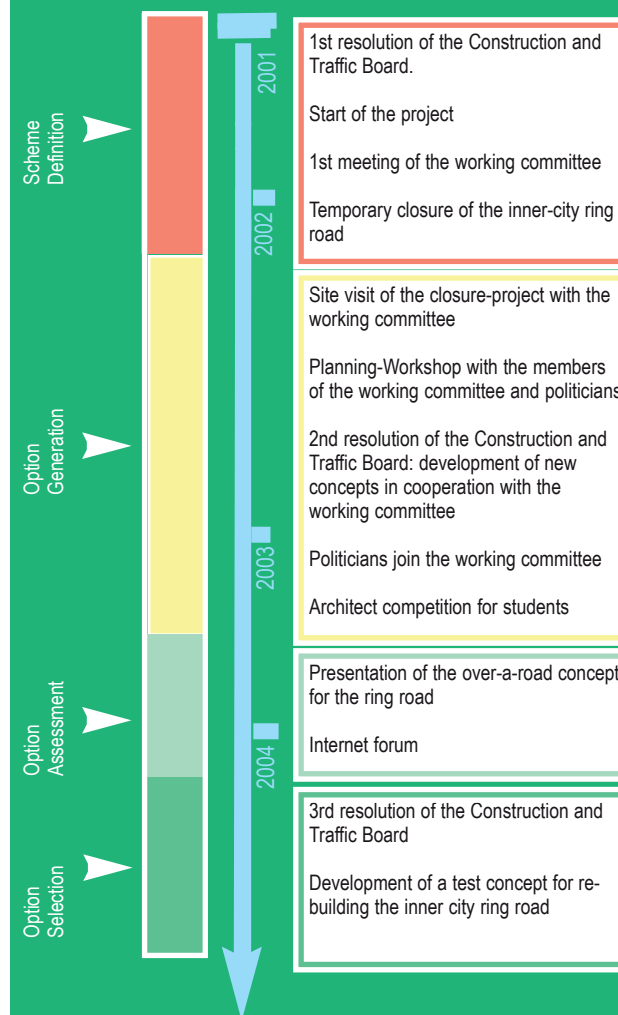 Scheme
Definition
2001
2002
1st resolution of the Construction and
Traffic Board.
Start of the project
1st meeting of the working committee
Temporary closure of the inner-city ring
road
Option
Generation
2003
Site visit of the closure-project with the
working committee
Planning-Workshop with the members
of the working committee and politicians
2nd resolution of the Construction and
Traffic Board: development of new
concepts in cooperation with the
working committee
Politicians join the working committee
Architect competition for students
Option
Assessment
2004
Presentation of the over-a-road concept
for the ring road
Internet forum
Option
Selection
3rd resolution of the Construction and
Traffic Board
Development of a test concept for re-
building the inner city ring road